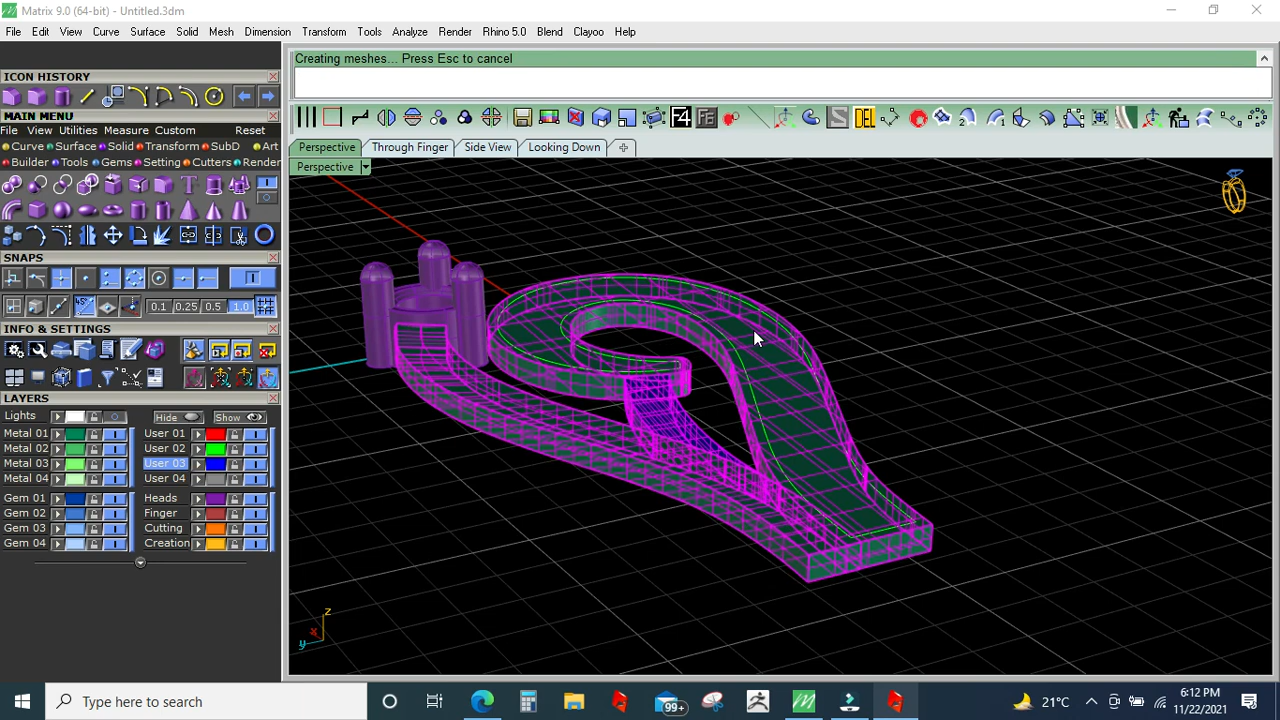 Matrix 9.0 (64-bit) - Untitled.3dm
File Edit View Curve Surface Solid Mesh Dimension Transform Tools Analyze Render Rhino 5.0 Blend Clayoo Help
ICON HISTORY
MAIN MENU
File View Utilities Measure Custom Reset
Curve Surface Solid Transform SubD Art
Builder Tools Gems Setting Cutters Render
SNAPS
45°
0.1 0.25 0.5 1.0
INFO & SETTINGS
LAYERS
Lights Hide Show
Metal 01 User 01
Metal 02 User 02
Metal 03 User 03
Metal 04 User 04
Gem 01 Heads
Gem 02 Finger
Gem 03 Cutting
Gem 04 Creation
Creating meshes... Press Esc to cancel
F4
DEL
Perspective Through Finger Side View Looking Down
Perspective
z
x
y
Type here to search
99+
21°C
6:12 PM
11/22/2021